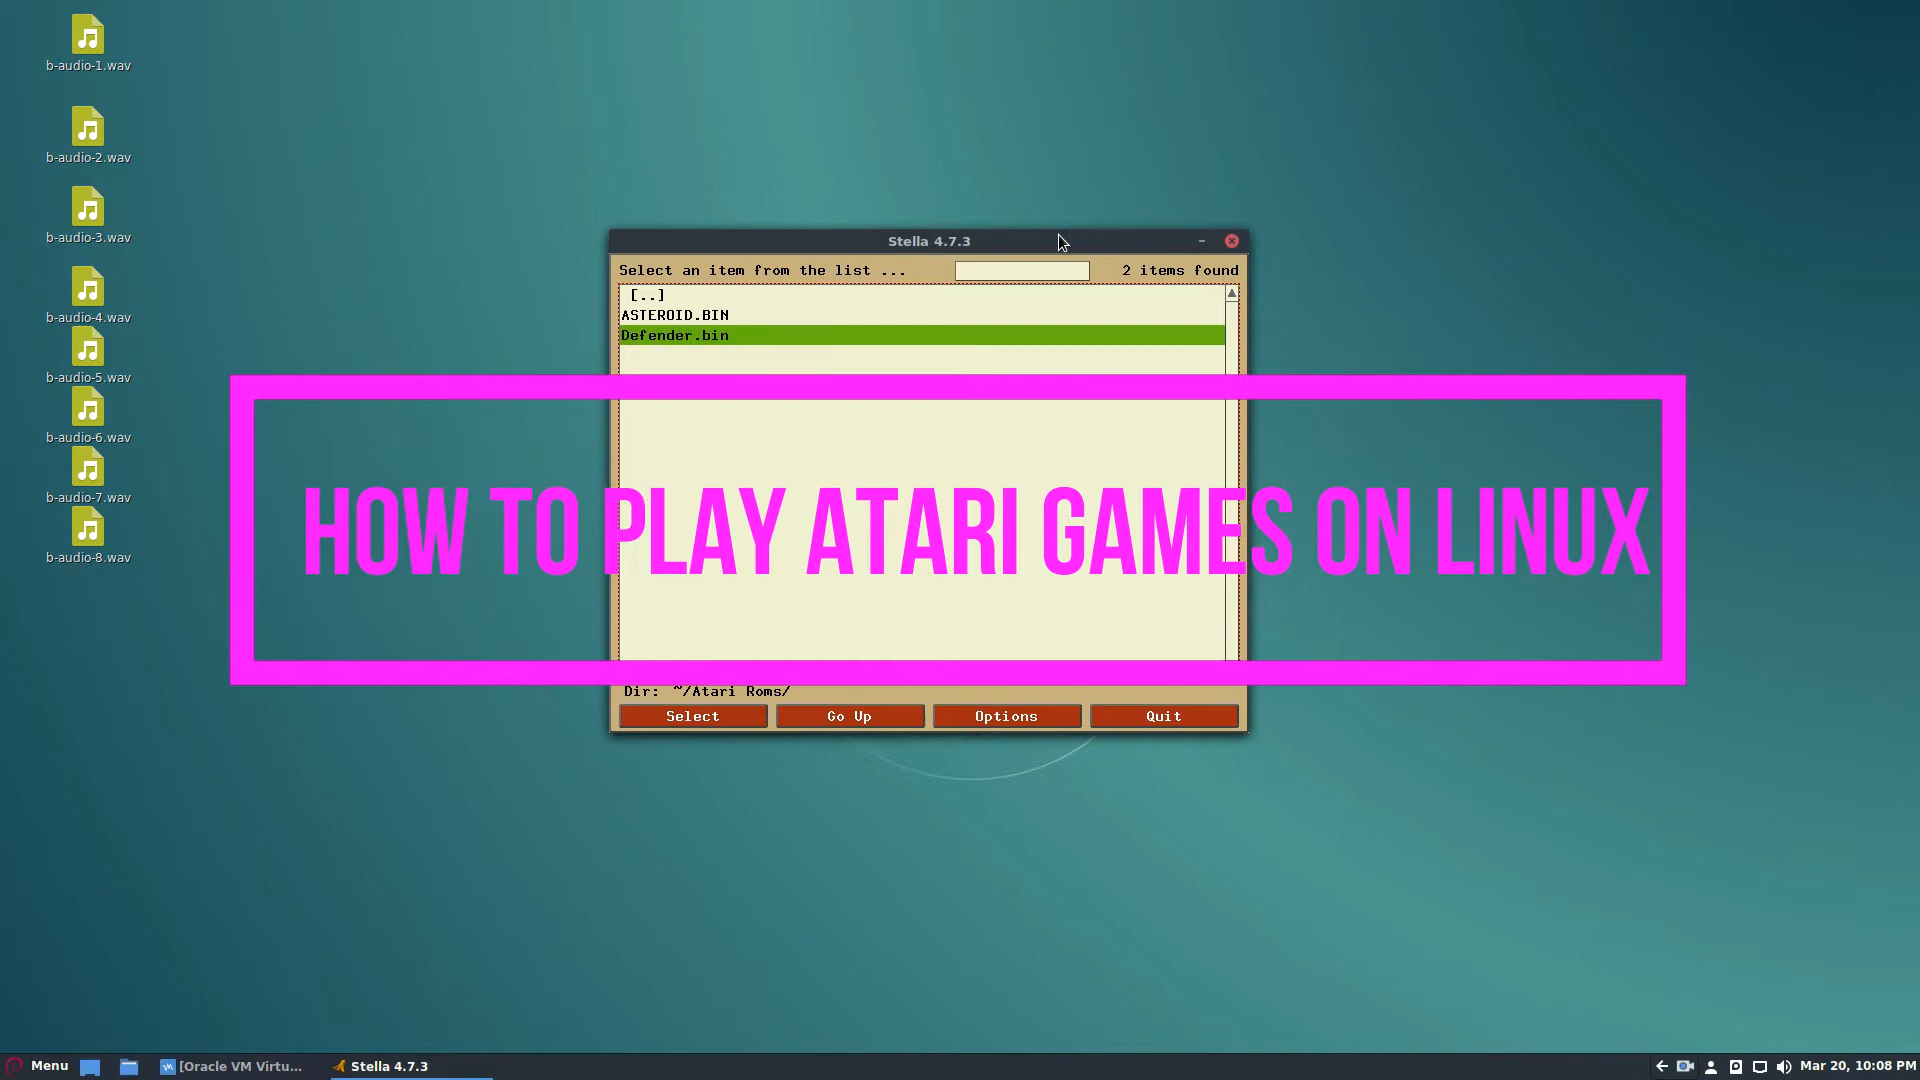 b-audio-1.wav
b-audio-2.wav
b-audio-3.wav
b-audio-4.wav
b-audio-5.wav
b-audio-6.wav
b-audio-7.wav
b-audio-8.wav
Stella 4.7.3
Select an item from the list ...
2 items found
[..]
ASTEROID.BIN
Defender.bin
HOW TO PLAY ATARI GAMES ON LINUX
Dir: ~/Atari Roms/
Select
Go Up
Options
Quit
Menu
[Oracle VM Virtu...
Stella 4.7.3
Mar 20, 10:08 PM